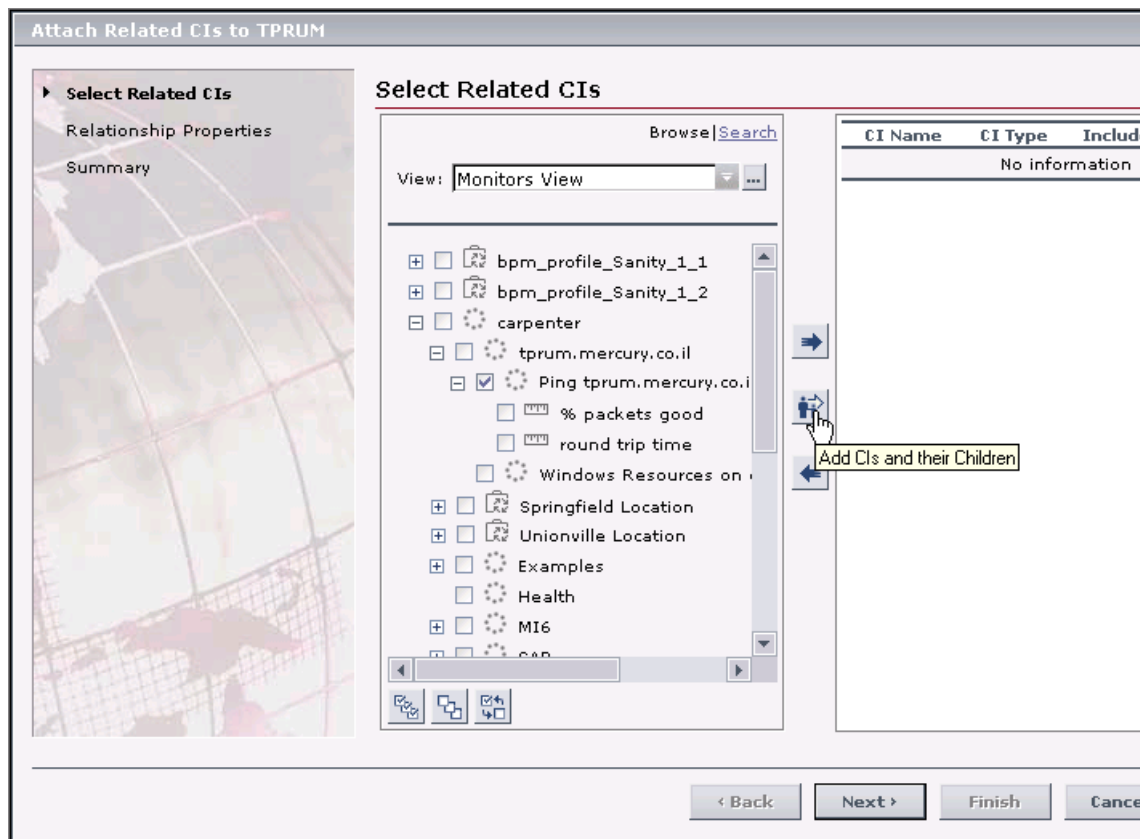 Attach Related CIs to TPRUM
Select Related CIs
Relationship Properties
Summary
Select Related CIs
Browse|Search
View: Monitors View
...
bpm_profile_Sanity_1_1
bpm_profile_Sanity_1_2
carpenter
tprum.mercury.co.il
Ping tprum.mercury.co.i
% packets good
round trip time
Windows Resources on
Springfield Location
Unionville Location
Examples
Health
MI6
CI Name CI Type Includ
No information
Add CIs and their Children
< Back Next > Finish Cance